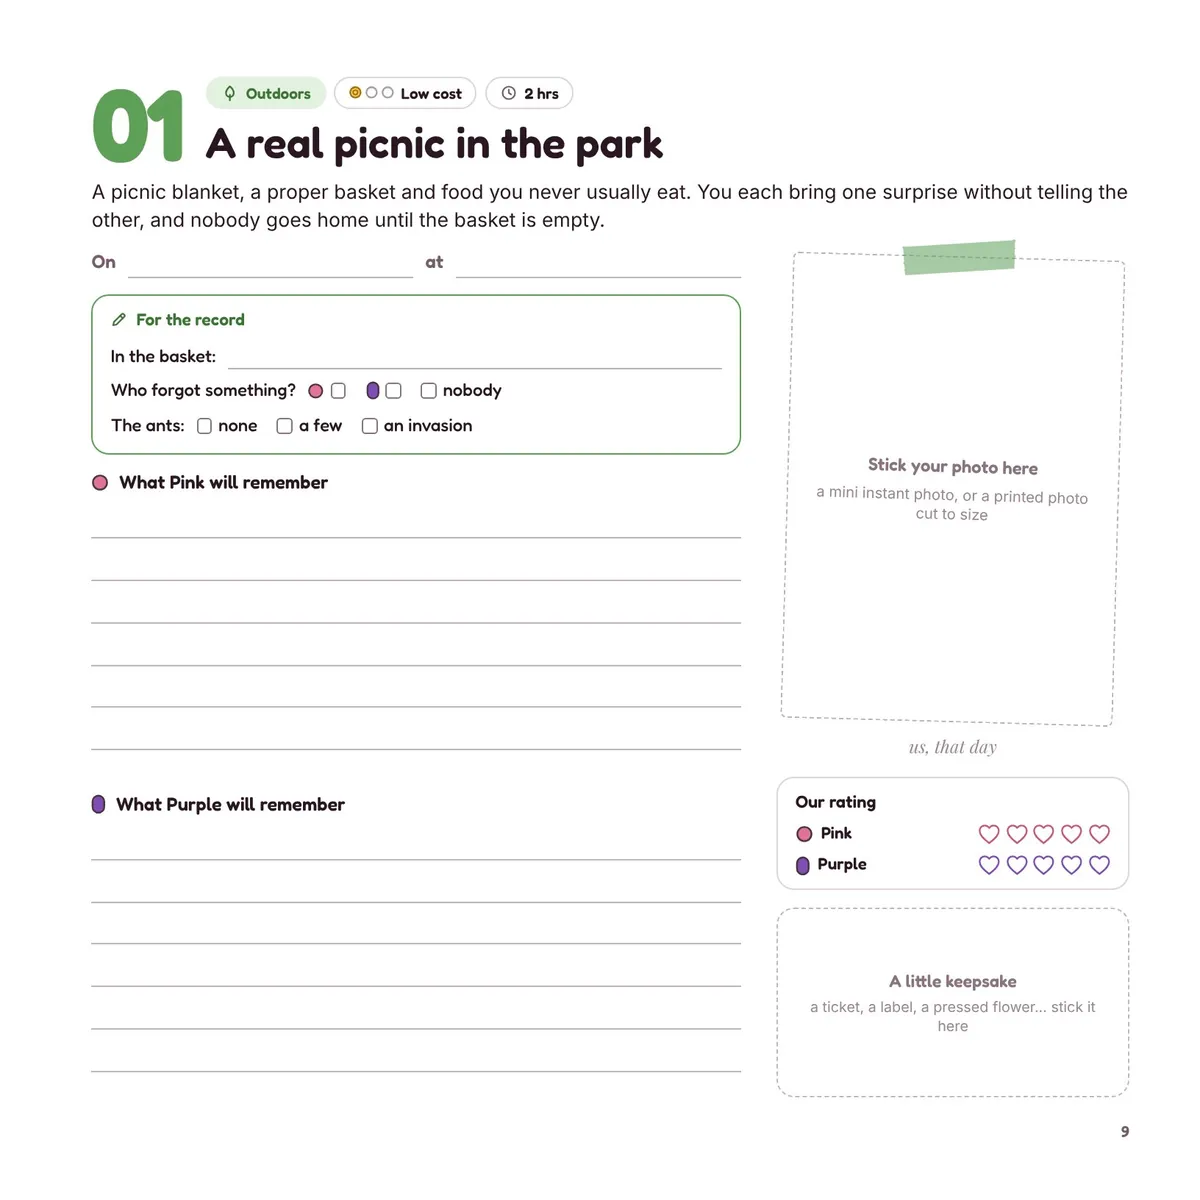 01
Outdoors
Low cost
2 hrs
A real picnic in the park
A picnic blanket, a proper basket and food you never usually eat. You each bring one surprise without telling the
other, and nobody goes home until the basket is empty.
On at
For the record
In the basket:
Who forgot something? nobody
The ants: none a few an invasion
What Pink will remember
What Purple will remember
Stick your photo here
a mini instant photo, or a printed photo
cut to size
us, that day
Our rating
Pink
Purple
A little keepsake
a ticket, a label, a pressed flower... stick it
here
9